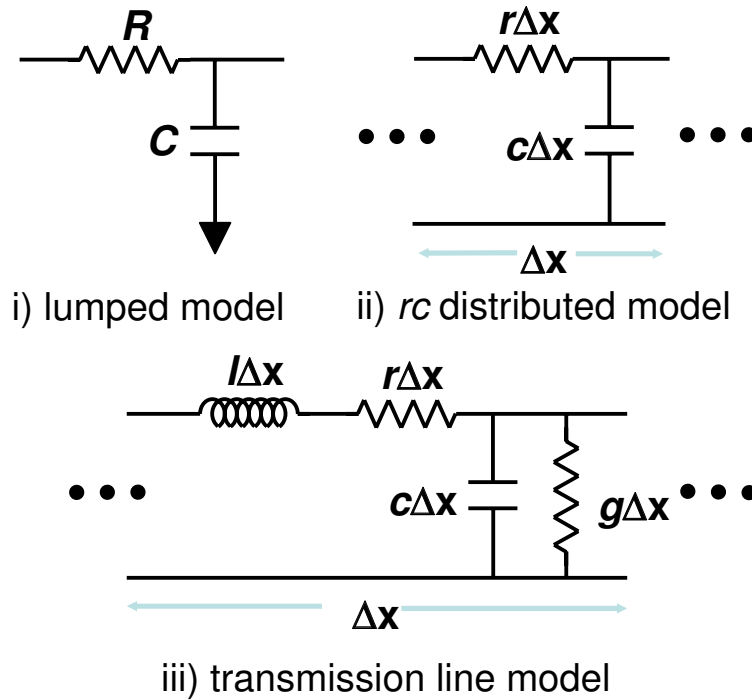 R
C
i) lumped model
rΔx
cΔx
Δx
ii) rc distributed model
lΔx
rΔx
cΔx
gΔx
Δx
iii) transmission line model